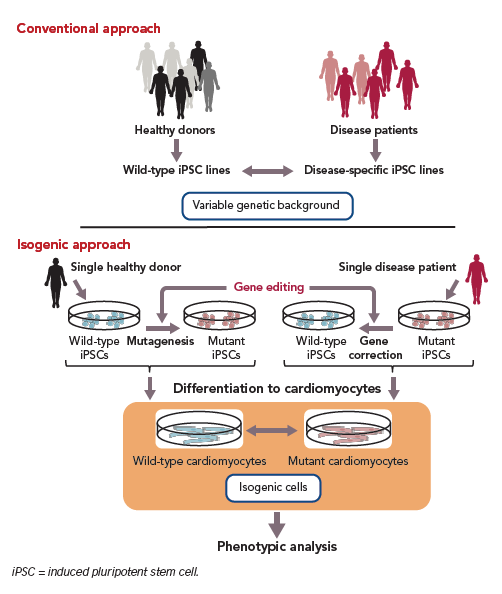 Conventional approach
Healthy donors
Disease patients
Wild-type iPSC lines
Disease-specific iPSC lines
Variable genetic background
Isogenic approach
Single healthy donor
Single disease patient
Gene editing
Wild-type
iPSCs
Mutagenesis
Mutant
iPSCs
Wild-type
iPSCs
Gene
correction
Mutant
iPSCs
Differentiation to cardiomyocytes
Wild-type cardiomyocytes
Mutant cardiomyocytes
Isogenic cells
Phenotypic analysis
iPSC = induced pluripotent stem cell.